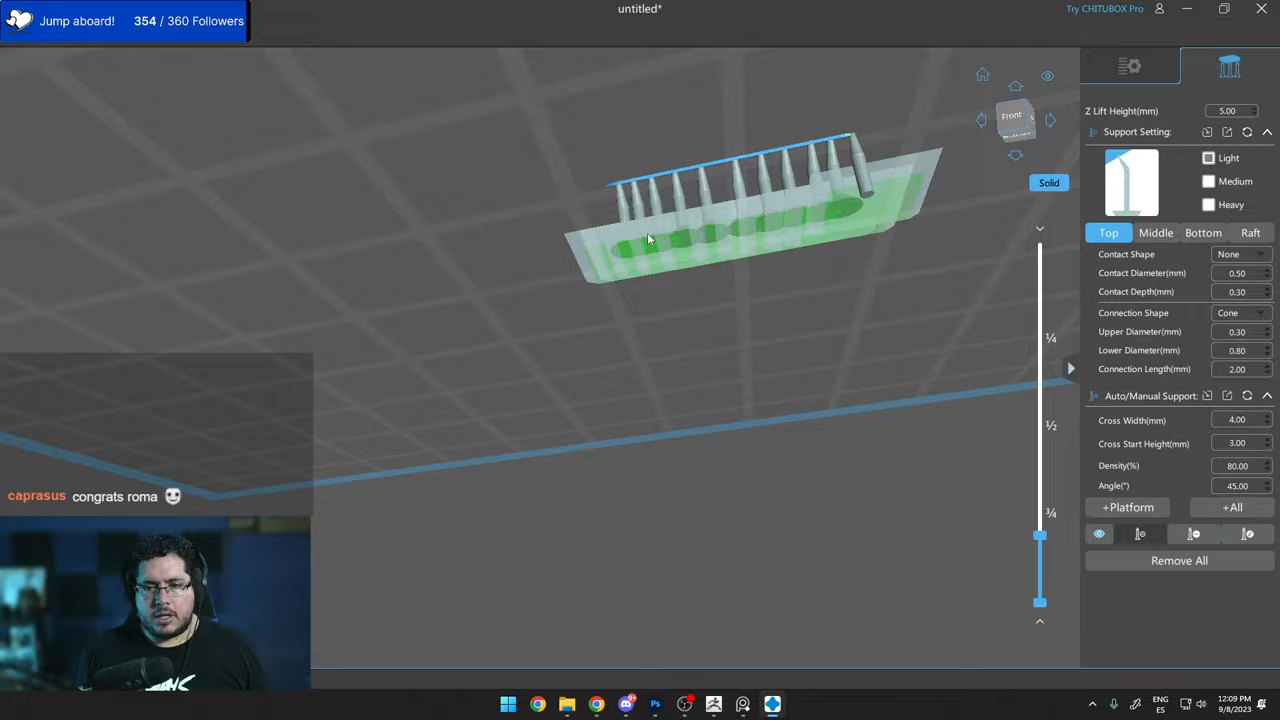 untitled*
Try CHITUBOX Pro
Jump aboard! 354 / 360 Followers
Front
Solid
¼
½
¾
Z Lift Height(mm) 5.00
Support Setting:
Light
Medium
Heavy
Top Middle Bottom Raft
Contact Shape None
Contact Diameter(mm) 0.50
Contact Depth(mm) 0.30
Connection Shape Cone
Upper Diameter(mm) 0.30
Lower Diameter(mm) 0.80
Connection Length(mm) 2.00
Auto/Manual Support:
Cross Width(mm) 4.00
Cross Start Height(mm) 3.00
Density(%) 80.00
Angle(°) 45.00
+Platform +All
Remove All
caprasus congrats roma
ENG
ES
12:09 PM
9/8/2023